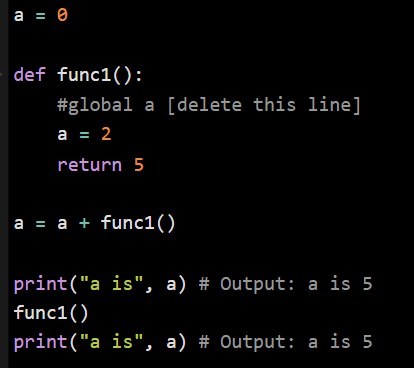 a = 0
def func1():
#global a [delete this line]
a = 2
return 5
a = a + func1()
print("a is", a) # Output: a is 5
func1()
print("a is", a) # Output: a is 5